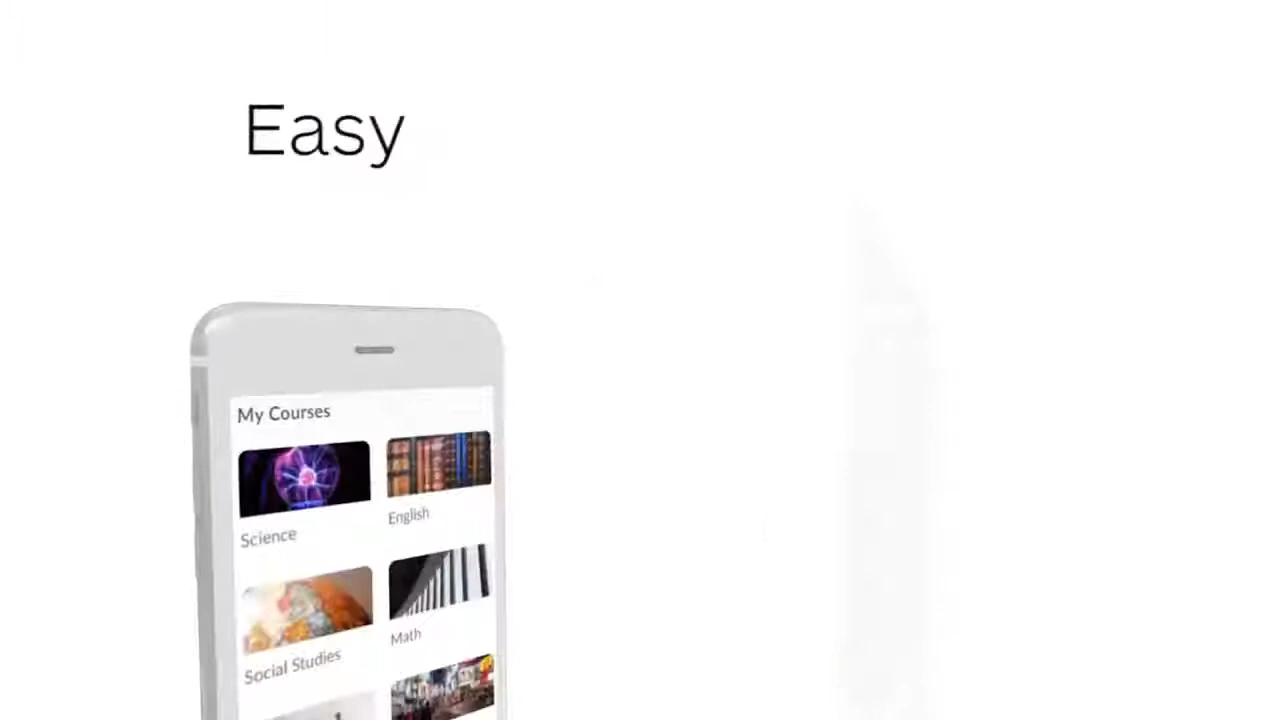 Easy
My Courses
Science
English
Social Studies
Math